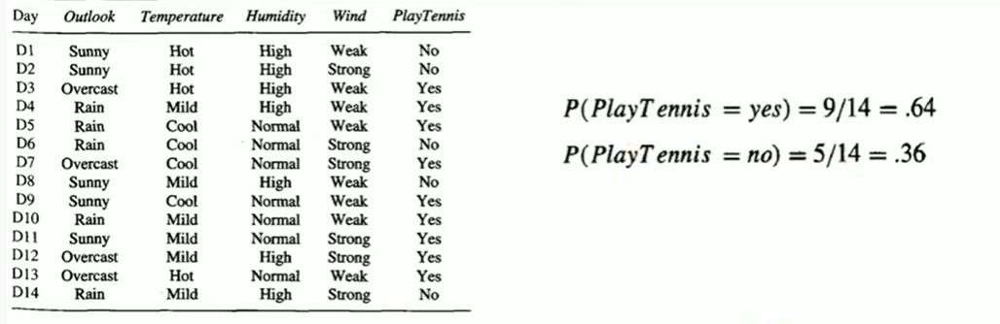 Day Outlook Temperature Humidity Wind PlayTennis
D1 Sunny Hot High Weak No
D2 Sunny Hot High Strong No
D3 Overcast Hot High Weak Yes
D4 Rain Mild High Weak Yes
D5 Rain Cool Normal Weak Yes
D6 Rain Cool Normal Strong No
D7 Overcast Cool Normal Strong Yes
D8 Sunny Mild High Weak No
D9 Sunny Cool Normal Weak Yes
D10 Rain Mild Normal Weak Yes
D11 Sunny Mild Normal Strong Yes
D12 Overcast Mild High Strong Yes
D13 Overcast Hot Normal Weak Yes
D14 Rain Mild High Strong No
P(PlayTennis = yes) = 9/14 = .64
P(PlayTennis = no) = 5/14 = .36